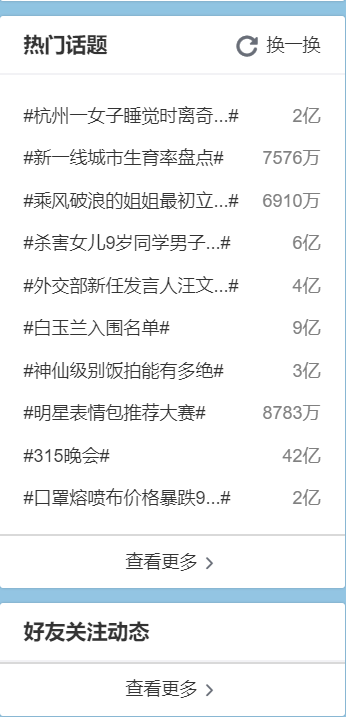 热门话题 换一换
#杭州一女子睡觉时离奇...# 2亿
#新一线城市生育率盘点# 7576万
#乘风破浪的姐姐最初立...# 6910万
#杀害女儿9岁同学男子...# 6亿
#外交部新任发言人汪文...# 4亿
#白玉兰入围名单# 9亿
#神仙级别饭拍能有多绝# 3亿
#明星表情包推荐大赛# 8783万
#315晚会# 42亿
#口罩熔喷布价格暴跌9...# 2亿
查看更多 >
好友关注动态
查看更多 >